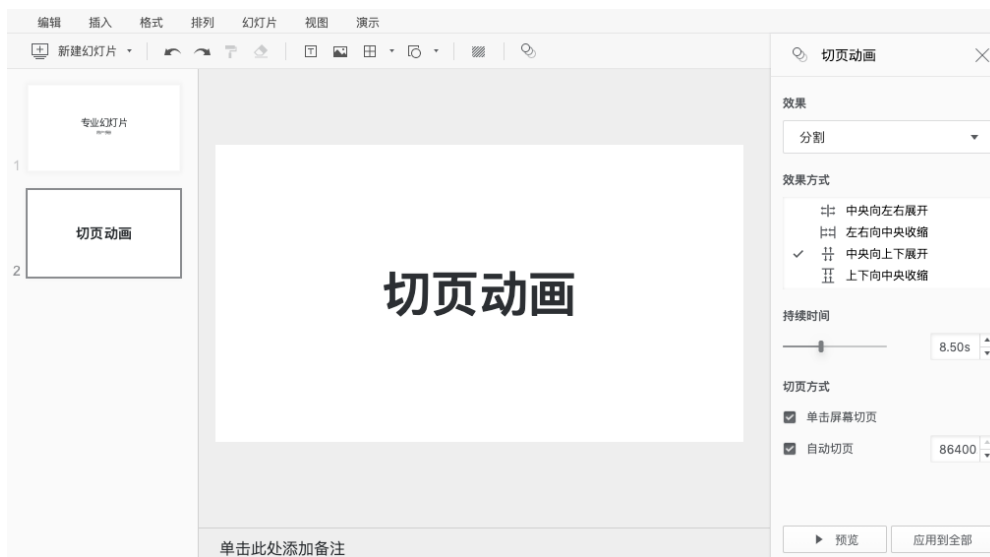 编辑 插入 格式 排列 幻灯片 视图 演示
新建幻灯片
专业幻灯片
1
切页动画
2
切页动画
单击此处添加备注
切页动画
效果
分割
效果方式
中央向左右展开
左右向中央收缩
中央向上下展开
上下向中央收缩
持续时间
8.50s
切页方式
单击屏幕切页
自动切页 86400
预览 应用到全部